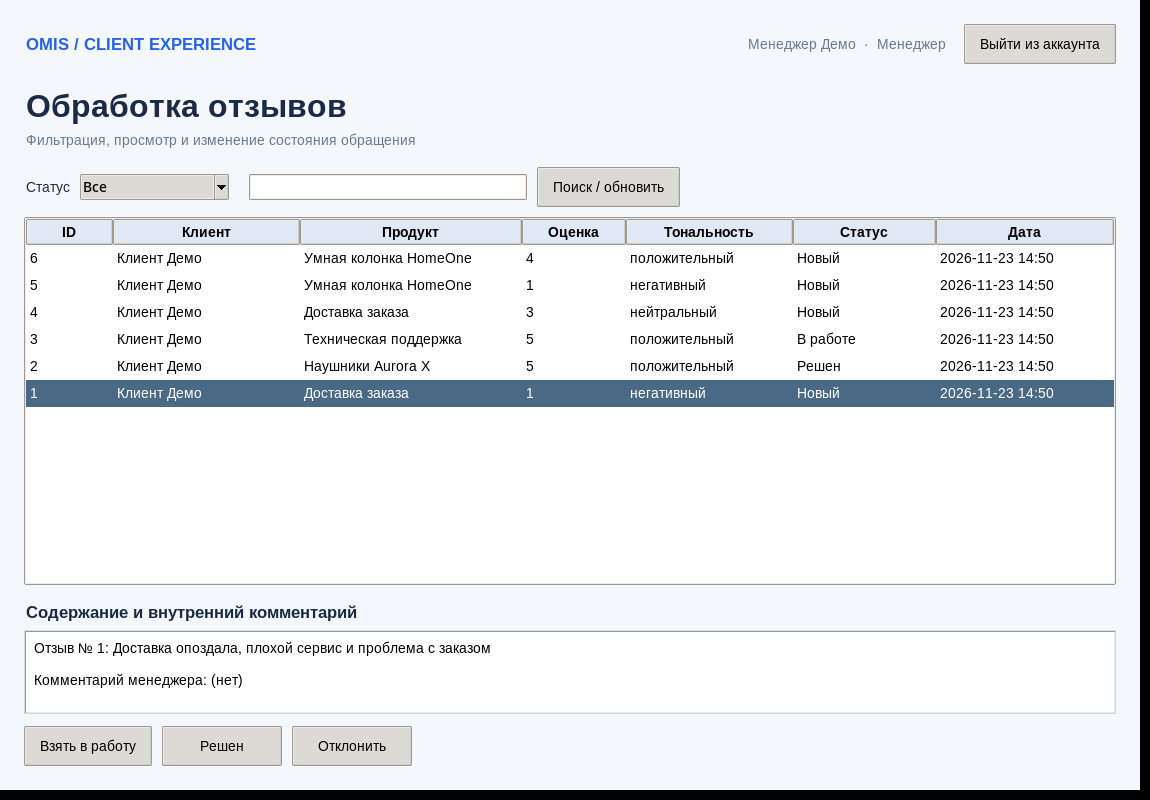 OMIS / CLIENT EXPERIENCE
Менеджер Демо · Менеджер
Выйти из аккаунта
Обработка отзывов
Фильтрация, просмотр и изменение состояния обращения
Статус Все Поиск / обновить
ID Клиент Продукт Оценка Тональность Статус Дата
6 Клиент Демо Умная колонка HomeOne 4 положительный Новый 2026-11-23 14:50
5 Клиент Демо Умная колонка HomeOne 1 негативный Новый 2026-11-23 14:50
4 Клиент Демо Доставка заказа 3 нейтральный Новый 2026-11-23 14:50
3 Клиент Демо Техническая поддержка 5 положительный В работе 2026-11-23 14:50
2 Клиент Демо Наушники Aurora X 5 положительный Решен 2026-11-23 14:50
1 Клиент Демо Доставка заказа 1 негативный Новый 2026-11-23 14:50
Содержание и внутренний комментарий
Отзыв № 1: Доставка опоздала, плохой сервис и проблема с заказом
Комментарий менеджера: (нет)
Взять в работу Решен Отклонить